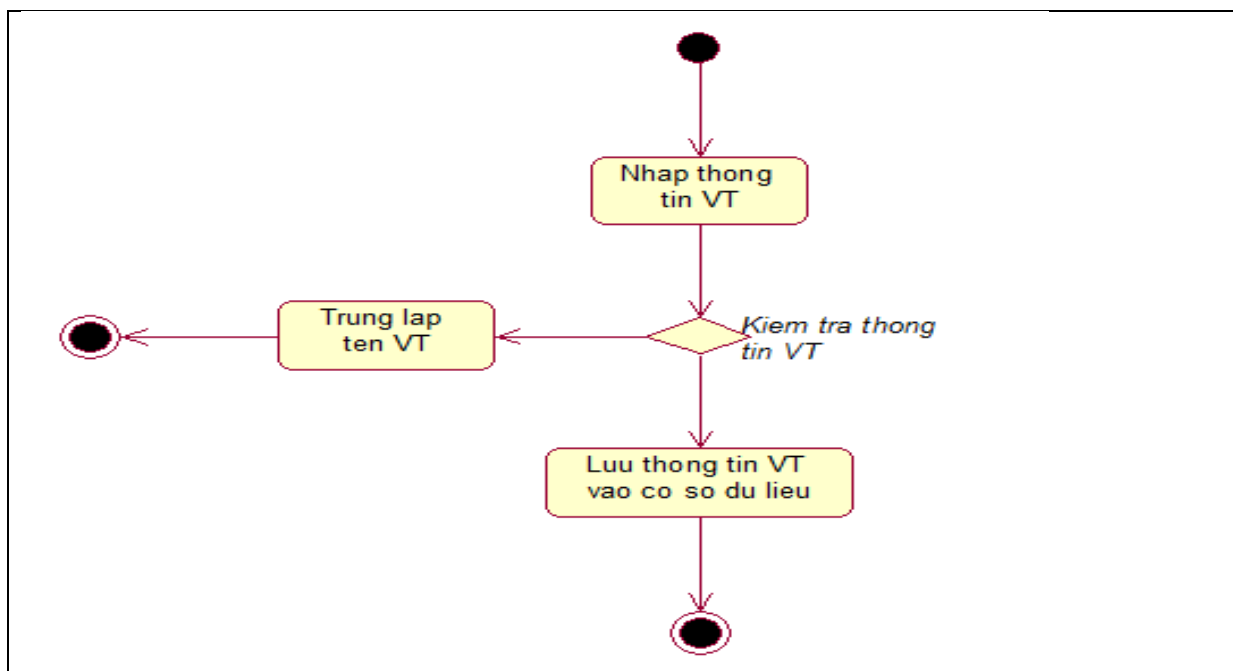 Nhap thong
tin VT
Trung lap
ten VT
Kiem tra thong
tin VT
Luu thong tin VT
vao co so du lieu